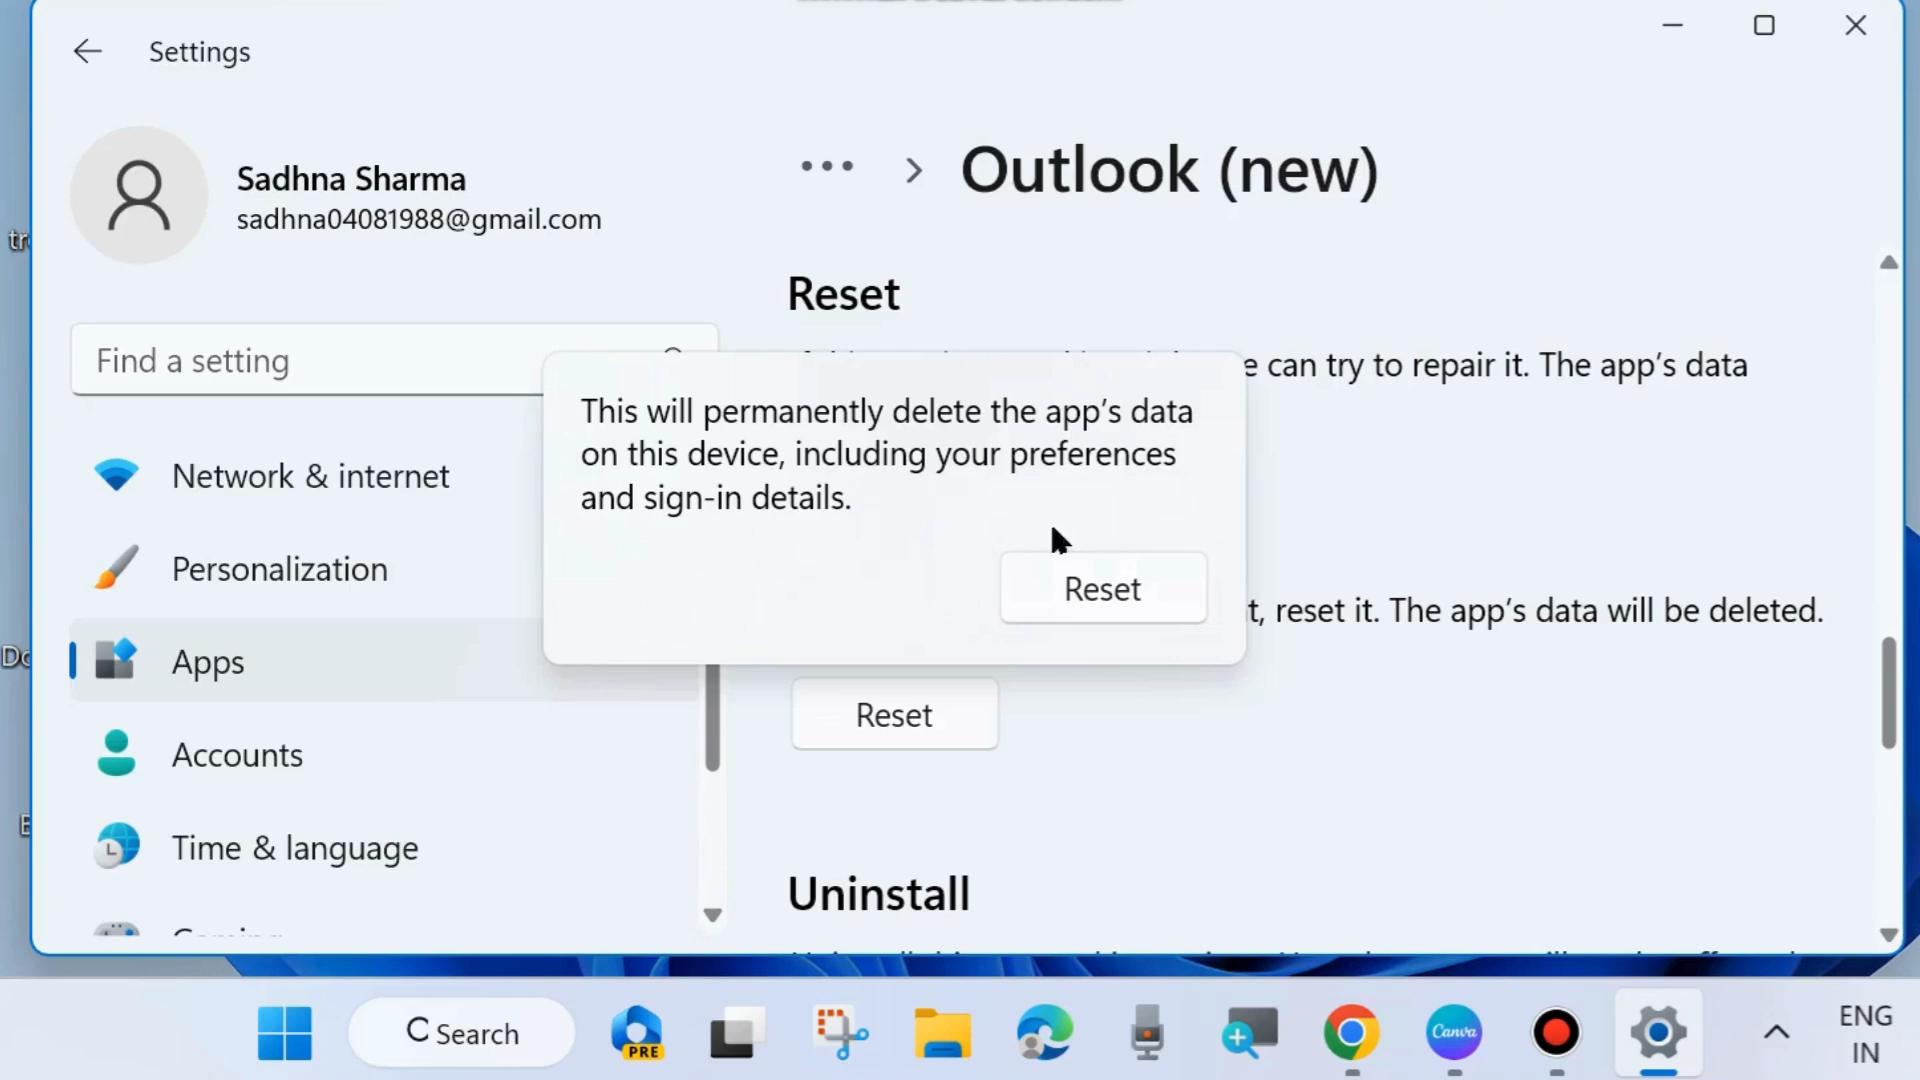 Settings
Sadhna Sharma
sadhna04081988@gmail.com
Find a setting
Network & internet
Personalization
Apps
Accounts
Time & language
Outlook (new)
Reset
e can try to repair it. The app's data
This will permanently delete the app's data
on this device, including your preferences
and sign-in details.
Reset
t, reset it. The app's data will be deleted.
Reset
Uninstall
Search
PRE
Canva
ENG
IN